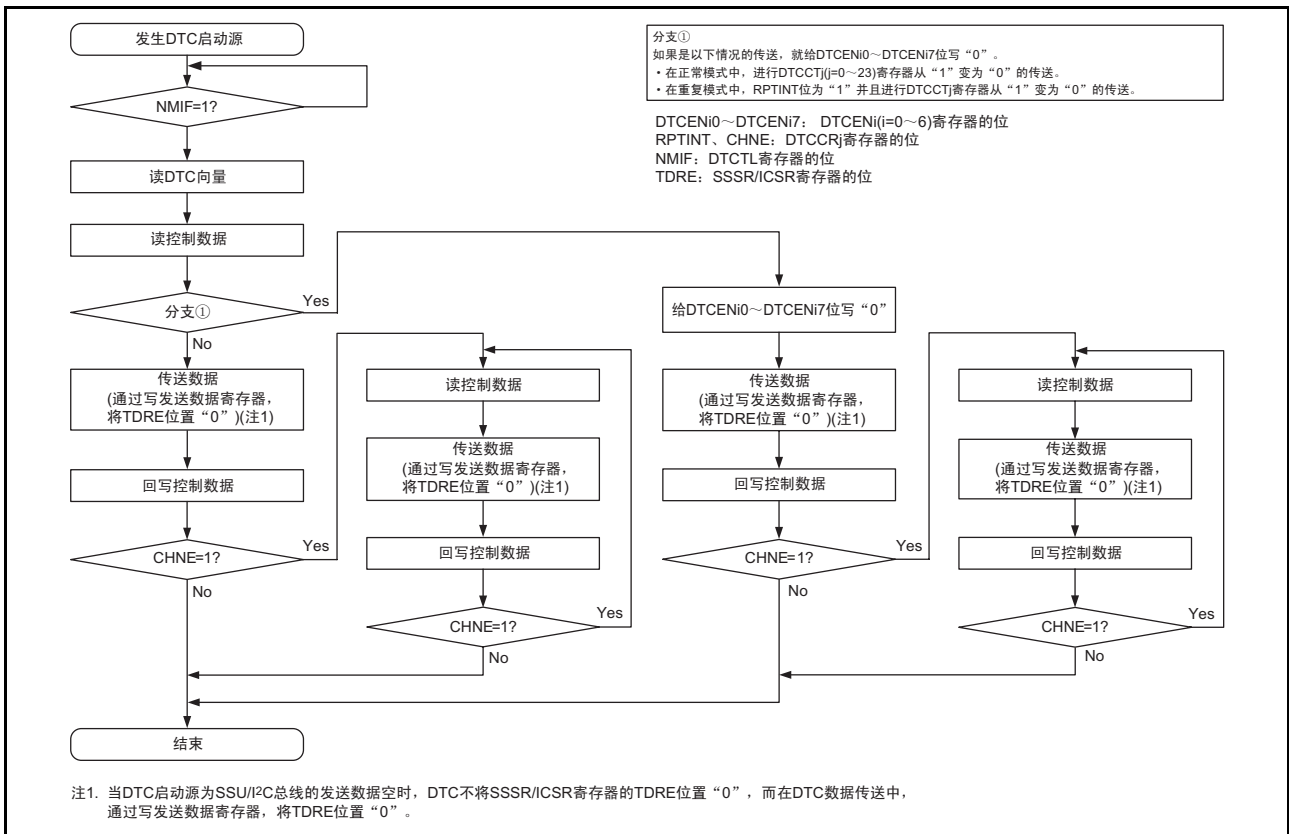 发生DTC启动源
NMIF=1?
读DTC向量
读控制数据
分支①
Yes
No
传送数据
(通过写发送数据寄存器，
将TDRE位置“0”)(注1)
回写控制数据
CHNE=1?
Yes
No
读控制数据
传送数据
(通过写发送数据寄存器，
将TDRE位置“0”)(注1)
回写控制数据
CHNE=1?
Yes
No
分支①
如果是以下情况的传送，就给DTCENi0～DTCENi7位写“0”。
・在正常模式中，进行DTCCTj(j=0～23)寄存器从“1”变为“0”的传送。
・在重复模式中，RPTINT位为“1”并且进行DTCCTj寄存器从“1”变为“0”的传送。
DTCENi0～DTCENi7： DTCENi(i=0～6)寄存器的位
RPTINT、CHNE：DTCCRj寄存器的位
NMIF：DTCTL寄存器的位
TDRE：SSSR/ICSR寄存器的位
给DTCENi0～DTCENi7位写“0”
传送数据
(通过写发送数据寄存器，
将TDRE位置“0”)(注1)
回写控制数据
CHNE=1?
Yes
No
读控制数据
传送数据
(通过写发送数据寄存器，
将TDRE位置“0”)(注1)
回写控制数据
CHNE=1?
Yes
No
结束
注1. 当DTC启动源为SSU/I²C总线的发送数据空时，DTC不将SSSR/ICSR寄存器的TDRE位置“0”，而在DTC数据传送中，
通过写发送数据寄存器，将TDRE位置“0”。